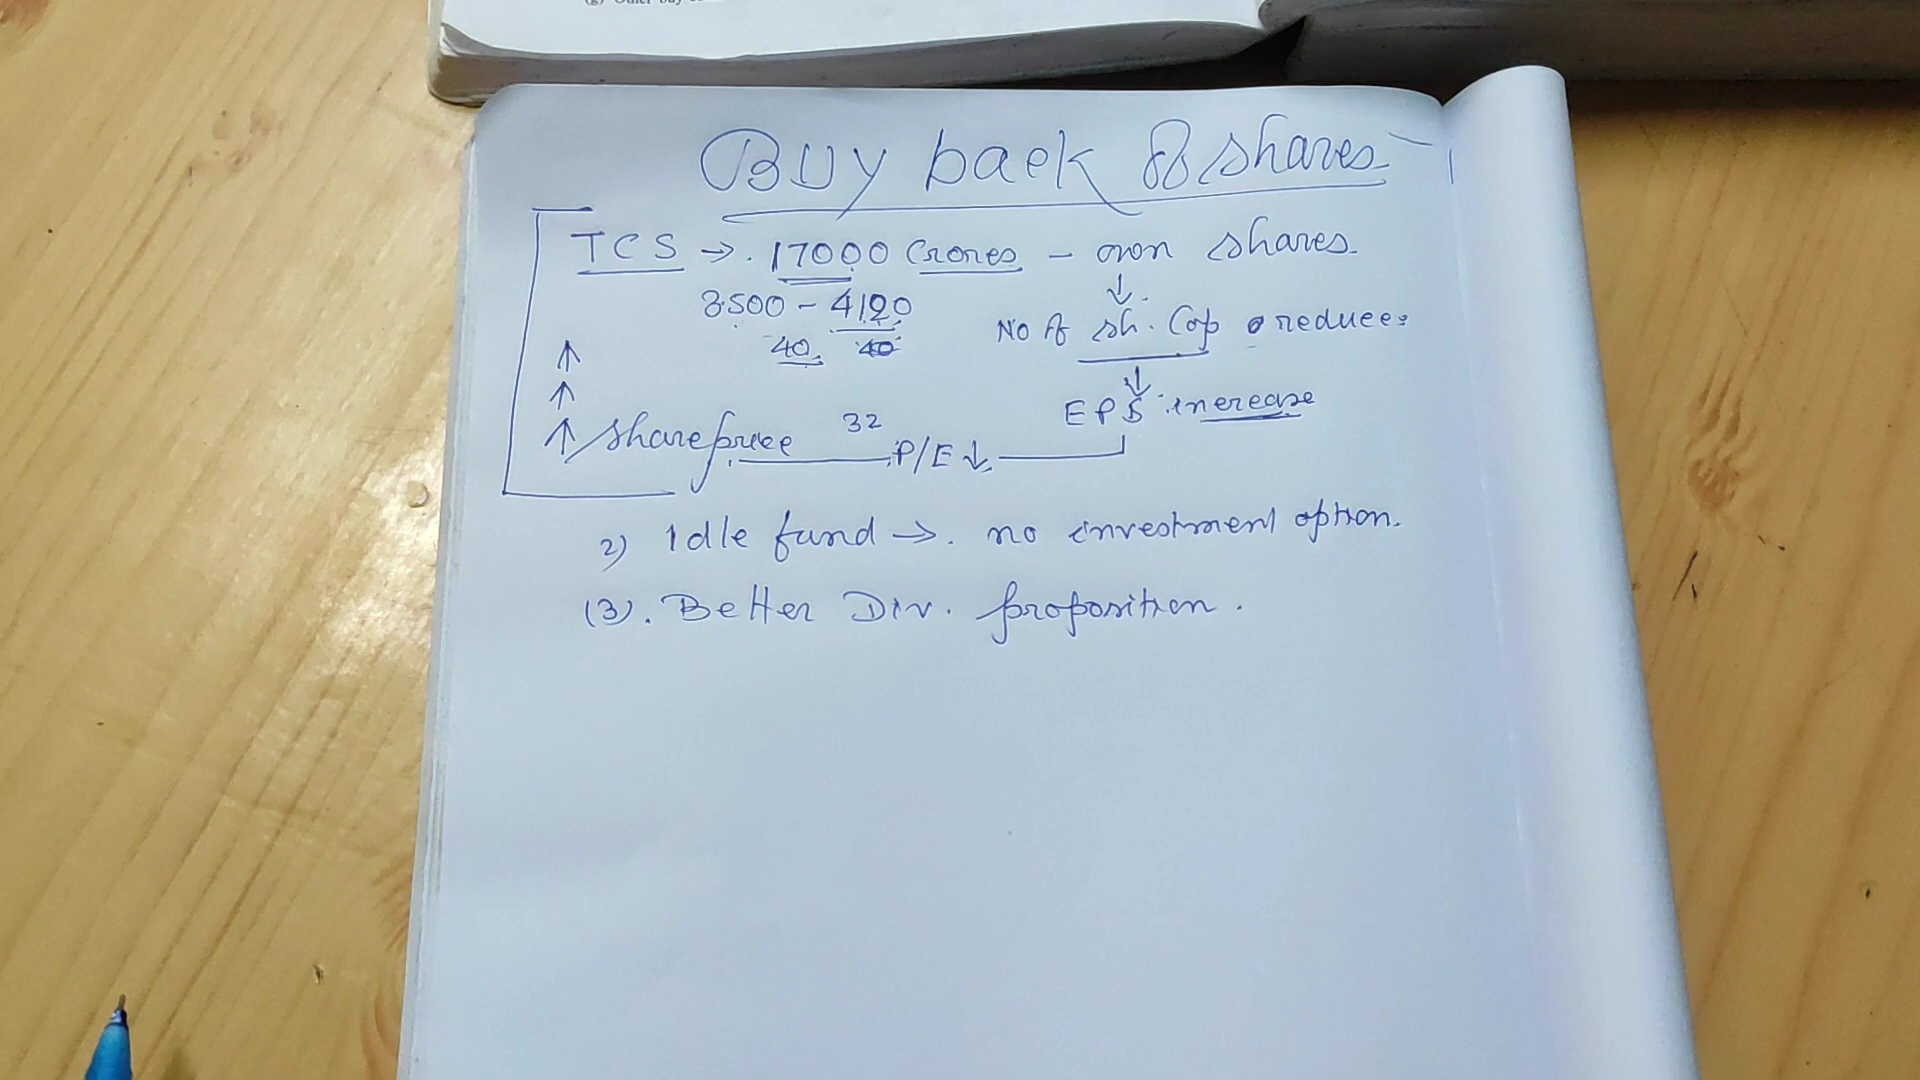 Buy back of shares
TCS → 17000 Crores - own shares.
↓
3500 - 4120
No of sh. Cap reduces
40 40
↑
↓
↑
EPS increase
32
↑ share price P/E ↓
2) Idle fund → no investment option.
(3). Better Div. proposition.